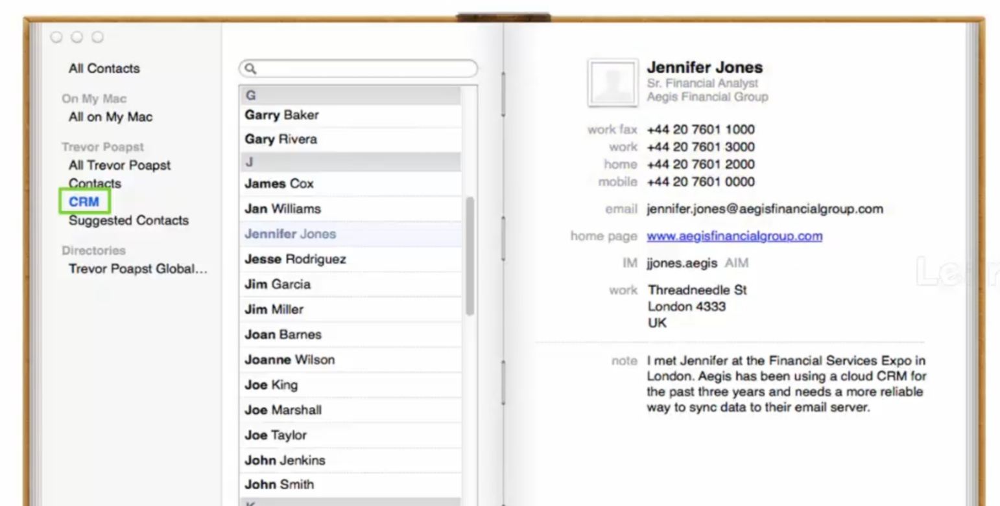 All Contacts
On My Mac
All on My Mac
Trevor Poapst
All Trevor Poapst
Contacts
CRM
Suggested Contacts
Directories
Trevor Poapst Global...
G
Garry Baker
Gary Rivera
J
James Cox
Jan Williams
Jennifer Jones
Jesse Rodriguez
Jim Garcia
Jim Miller
Joan Barnes
Joanne Wilson
Joe King
Joe Marshall
Joe Taylor
John Jenkins
John Smith
K
Jennifer Jones
Sr. Financial Analyst
Aegis Financial Group
work fax +44 20 7601 1000
work +44 20 7601 3000
home +44 20 7601 2000
mobile +44 20 7601 0000
email jennifer.jones@aegisfinancialgroup.com
home page www.aegisfinancialgroup.com
IM jjones.aegis AIM
work Threadneedle St
London 4333
UK
note I met Jennifer at the Financial Services Expo in
London. Aegis has been using a cloud CRM for
the past three years and needs a more reliable
way to sync data to their email server.